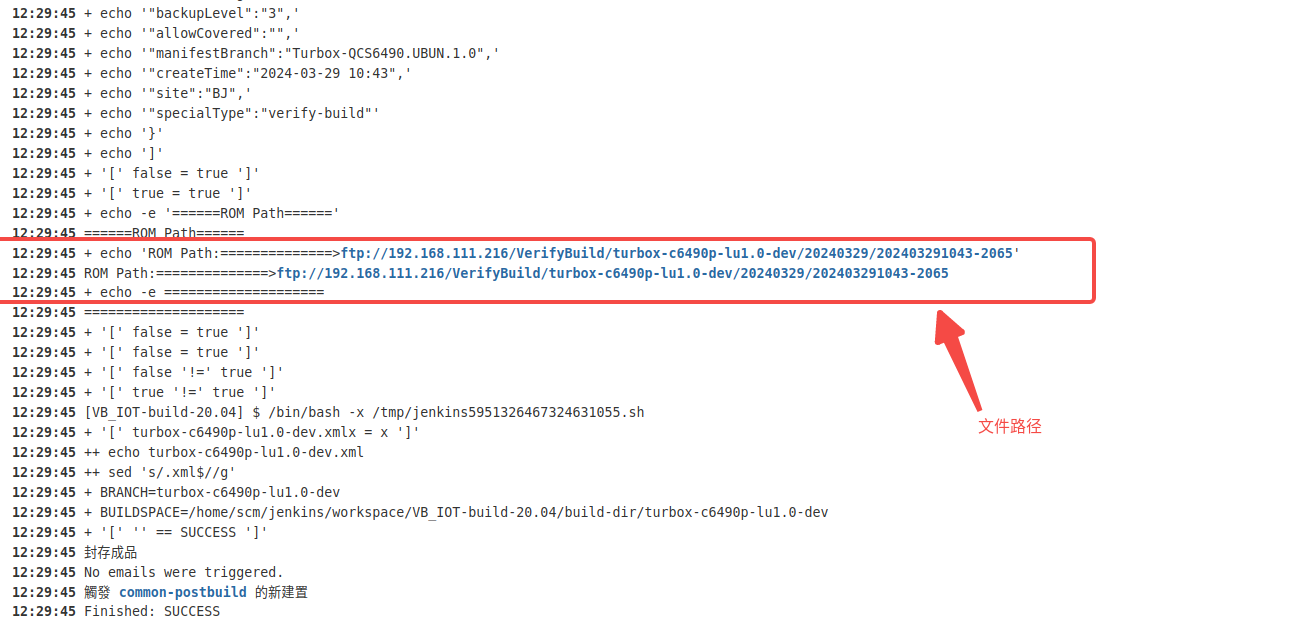 12:29:45 + echo '"backupLevel":"3",'
12:29:45 + echo '"allowCovered":"",'
12:29:45 + echo '"manifestBranch":"Turbox-QCS6490.UBUN.1.0",'
12:29:45 + echo '"createTime":"2024-03-29 10:43",'
12:29:45 + echo '"site":"BJ",'
12:29:45 + echo '"specialType":"verify-build"'
12:29:45 + echo '}'
12:29:45 + echo ']'
12:29:45 + '[' false = true ']'
12:29:45 + '[' true = true ']'
12:29:45 + echo -e '======ROM Path======'
12:29:45 ======ROM Path======
12:29:45 + echo 'ROM Path:==============>ftp://192.168.111.216/VerifyBuild/turbox-c6490p-lu1.0-dev/20240329/202403291043-2065'
12:29:45 ROM Path:==============>ftp://192.168.111.216/VerifyBuild/turbox-c6490p-lu1.0-dev/20240329/202403291043-2065
12:29:45 + echo -e ====================
12:29:45 ====================
12:29:45 + '[' false = true ']'
12:29:45 + '[' false = true ']'
12:29:45 + '[' false '!=' true ']'
12:29:45 + '[' true '!=' true ']'
12:29:45 [VB_IOT-build-20.04] $ /bin/bash -x /tmp/jenkins5951326467324631055.sh
文件路径
12:29:45 + '[' turbox-c6490p-lu1.0-dev.xmlx = x ']'
12:29:45 ++ echo turbox-c6490p-lu1.0-dev.xml
12:29:45 ++ sed 's/.xml$//g'
12:29:45 + BRANCH=turbox-c6490p-lu1.0-dev
12:29:45 + BUILDSPACE=/home/scm/jenkins/workspace/VB_IOT-build-20.04/build-dir/turbox-c6490p-lu1.0-dev
12:29:45 + '[' '' == SUCCESS ']'
12:29:45 封存成品
12:29:45 No emails were triggered.
12:29:45 觸發 common-postbuild 的新建置
12:29:45 Finished: SUCCESS